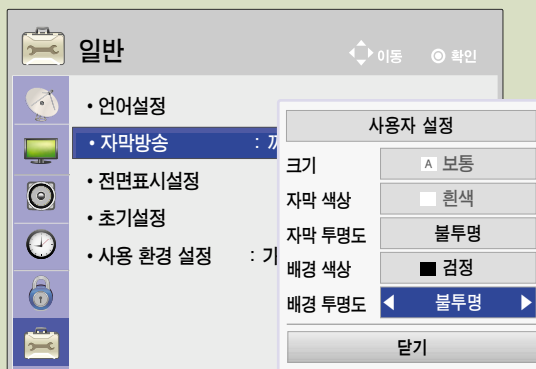 일반
이동 확인
• 언어설정
• 자막방송 :
• 전면표시설정
• 초기설정
• 사용 환경 설정 : 기
사용자 설정
크기 A 보통
자막 색상 흰색
자막 투명도 불투명
배경 색상 검정
배경 투명도 ◀ 불투명 ▶
닫기